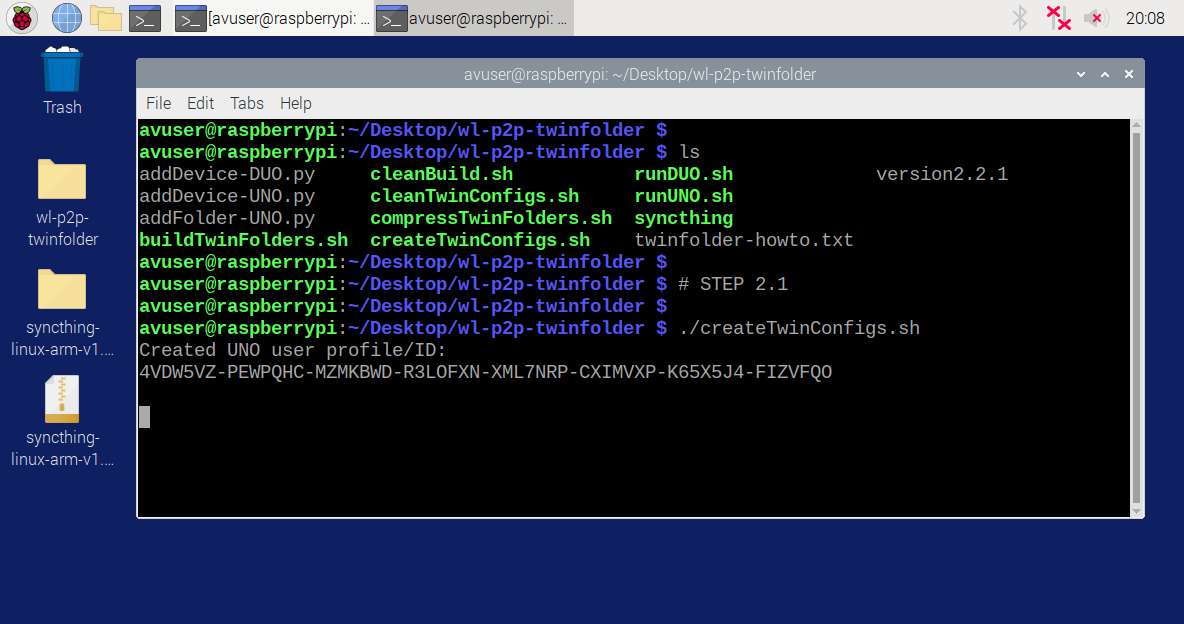 [avuser@raspberrypi: ...
avuser@raspberrypi: ...
20:08
Trash
wl-p2p-
twinfolder
syncthing-
linux-arm-v1....
syncthing-
linux-arm-v1....
avuser@raspberrypi: ~/Desktop/wl-p2p-twinfolder
File Edit Tabs Help
avuser@raspberrypi:~/Desktop/wl-p2p-twinfolder $
avuser@raspberrypi:~/Desktop/wl-p2p-twinfolder $ ls
addDevice-DUO.py cleanBuild.sh runDUO.sh version2.2.1
addDevice-UNO.py cleanTwinConfigs.sh runUNO.sh
addFolder-UNO.py compressTwinFolders.sh syncthing
buildTwinFolders.sh createTwinConfigs.sh twinfolder-howto.txt
avuser@raspberrypi:~/Desktop/wl-p2p-twinfolder $
avuser@raspberrypi:~/Desktop/wl-p2p-twinfolder $ # STEP 2.1
avuser@raspberrypi:~/Desktop/wl-p2p-twinfolder $
avuser@raspberrypi:~/Desktop/wl-p2p-twinfolder $ ./createTwinConfigs.sh
Created UNO user profile/ID:
4VDW5VZ-PEWPQHC-MZMKBWD-R3LOFXN-XML7NRP-CXIMVXP-K65X5J4-FIZVFQO